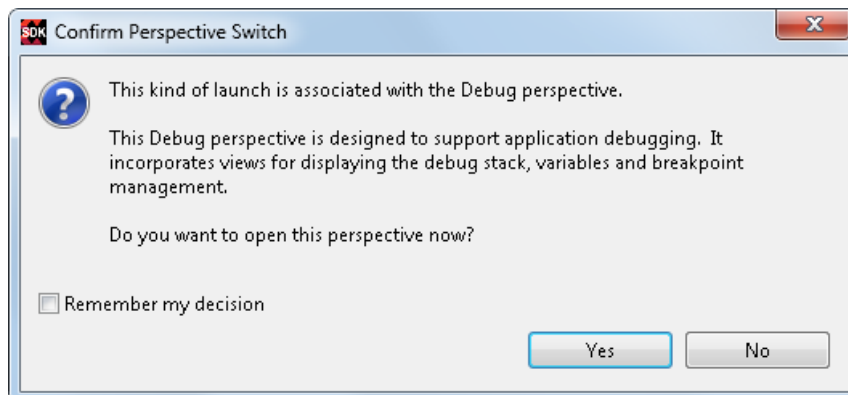 SDK Confirm Perspective Switch
This kind of launch is associated with the Debug perspective.
This Debug perspective is designed to support application debugging. It
incorporates views for displaying the debug stack, variables and breakpoint
management.
Do you want to open this perspective now?
Remember my decision
Yes No